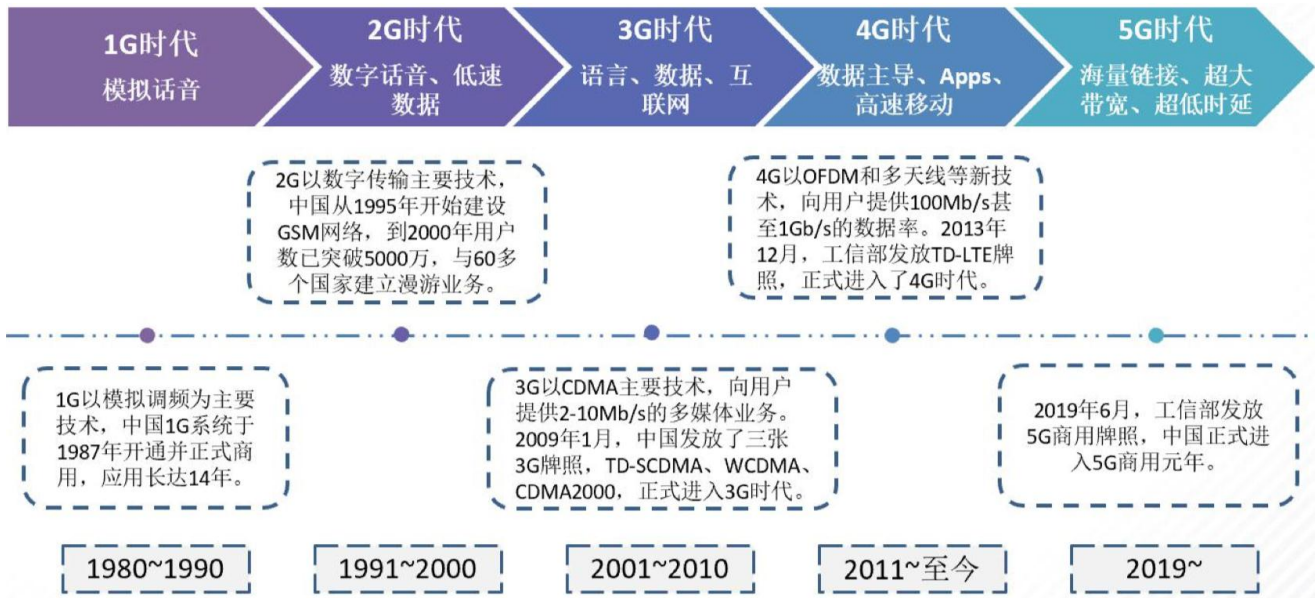 1G时代
模拟话音
2G时代
数字话音、低速
数据
3G时代
语言、数据、互
联网
4G时代
数据主导、Apps、
高速移动
5G时代
海量链接、超大
带宽、超低时延
2G以数字传输主要技术，
中国从1995年开始建设
GSM网络，到2000年用户
数已突破5000万，与60多
个国家建立漫游业务。
4G以OFDM和多天线等新技
术，向用户提供100Mb/s甚
至1Gb/s的数据率。2013年
12月，工信部发放TD-LTE牌
照，正式进入了4G时代。
1G以模拟调频为主要
技术，中国1G系统于
1987年开通并正式商
用，应用长达14年。
3G以CDMA主要技术，向用户
提供2-10Mb/s的多媒体业务。
2009年1月，中国发放了三张
3G牌照，TD-SCDMA、WCDMA、
CDMA2000，正式进入3G时代。
2019年6月，工信部发放
5G商用牌照，中国正式进
入5G商用元年。
1980~1990
1991~2000
2001~2010
2011~至今
2019~